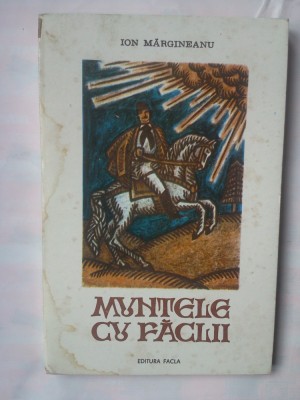 ION MĂRGINEANU
MUNTELE
CU FĂCLII
EDITURA FACLA